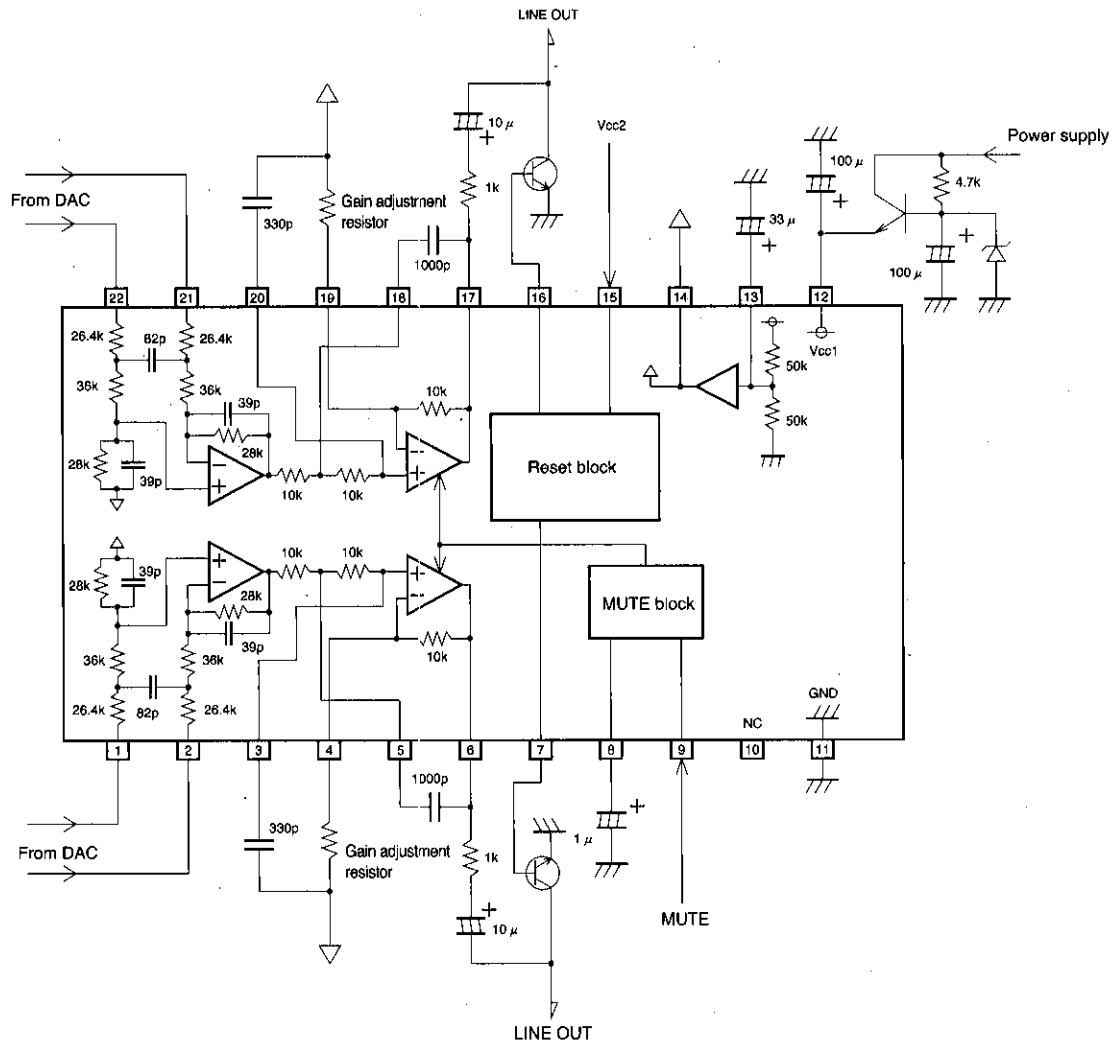 LINE OUT
10 μ
+
Vcc2
100 μ
+
Power supply
4.7k
From DAC
330p
Gain adjustment
resistor
1k
1000p
33 μ
+
100 μ
+
22
21
20
19
18
17
16
15
14
13
12
26.4k
82p
26.4k
Vcc1
50k
36k
36k
39p
10k
50k
28k
39p
28k
10k
10k
Reset block
10k
10k
28k
39p
28k
39p
10k
MUTE block
36k
36k
26.4k
82p
26.4k
NC
GND
1
2
3
4
5
6
7
8
9
10
11
1000p
330p
From DAC
Gain adjustment
resistor
1k
1 μ
+
10 μ
+
MUTE
LINE OUT